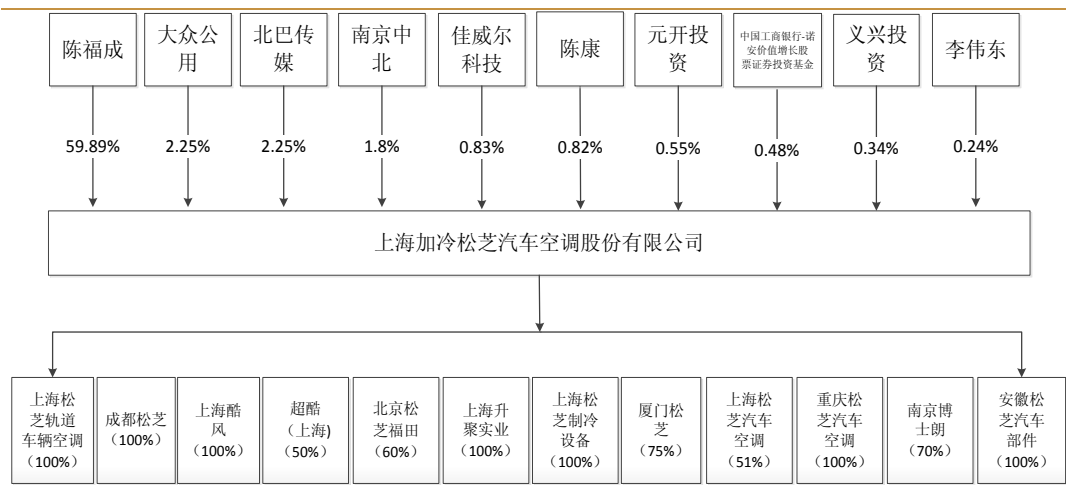 陈福成
大众公
用
北巴传
媒
南京中
北
佳威尔
科技
陈康
元开投
资
中国工商银行-诺
安价值增长股
票证券投资基金
义兴投
资
李伟东
59.89%
2.25%
2.25%
1.8%
0.83%
0.82%
0.55%
0.48%
0.34%
0.24%
上海加冷松芝汽车空调股份有限公司
上海松
芝轨道
车辆空调
（100%）
成都松芝
（100%）
上海酷
风
（100%）
超酷
（上海)
（50%）
北京松
芝福田
（60%）
上海升
聚实业
（100%）
上海松
芝制冷
设备
（100%）
厦门松
芝
（75%）
上海松
芝汽车
空调
（51%）
重庆松
芝汽车
空调
（100%）
南京博
士朗
（70%）
安徽松
芝汽车
部件
（100%）